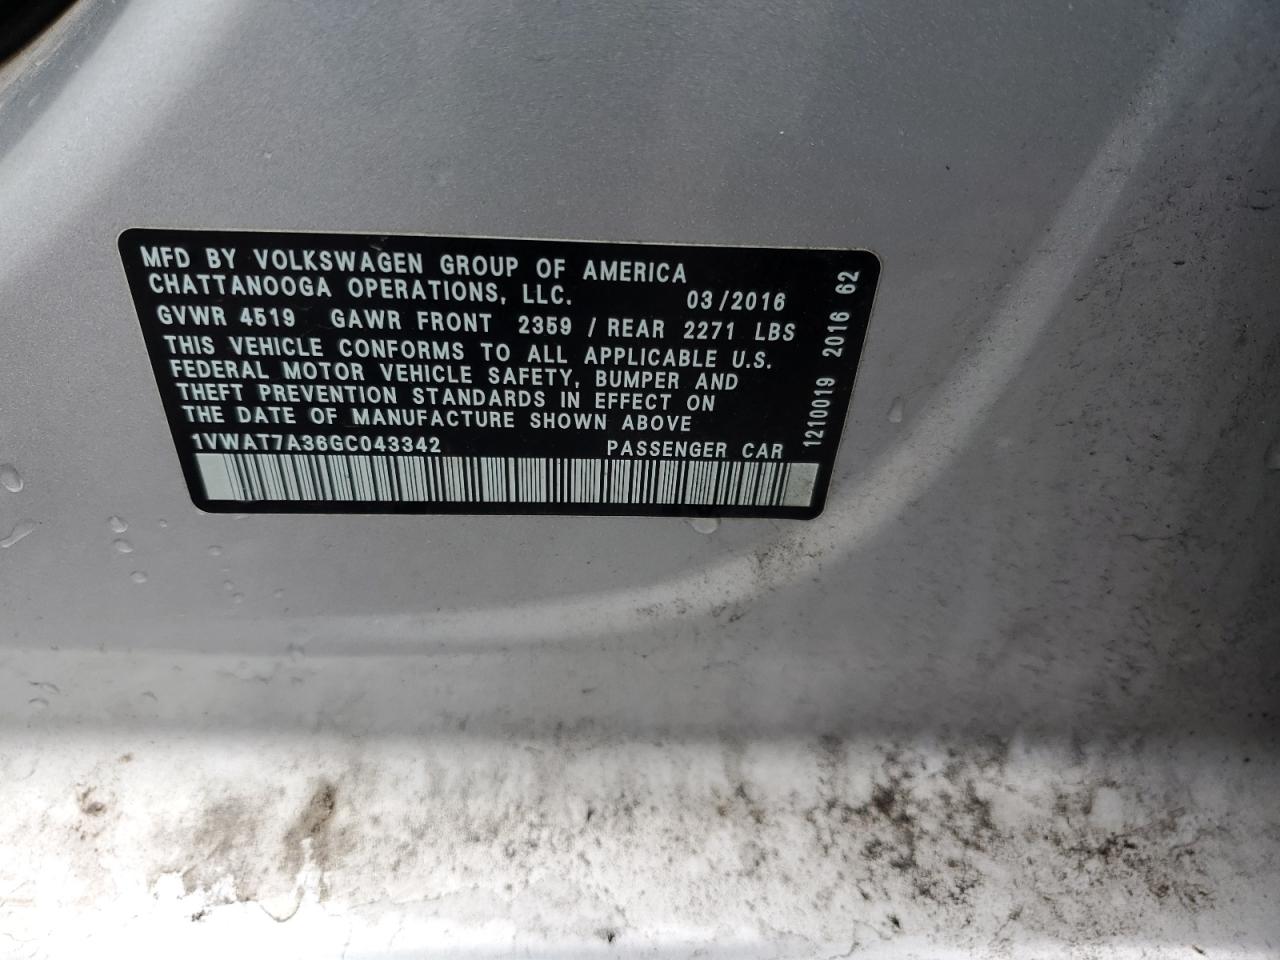 MFD BY VOLKSWAGEN GROUP OF AMERICA
CHATTANOOGA OPERATIONS, LLC. 03/2016
GVWR 4519 GAWR FRONT 2359 / REAR 2271 LBS
THIS VEHICLE CONFORMS TO ALL APPLICABLE U.S.
FEDERAL MOTOR VEHICLE SAFETY, BUMPER AND
THEFT PREVENTION STANDARDS IN EFFECT ON
THE DATE OF MANUFACTURE SHOWN ABOVE
1VWAT7A36GC043342 PASSENGER CAR
1210019 2016 62